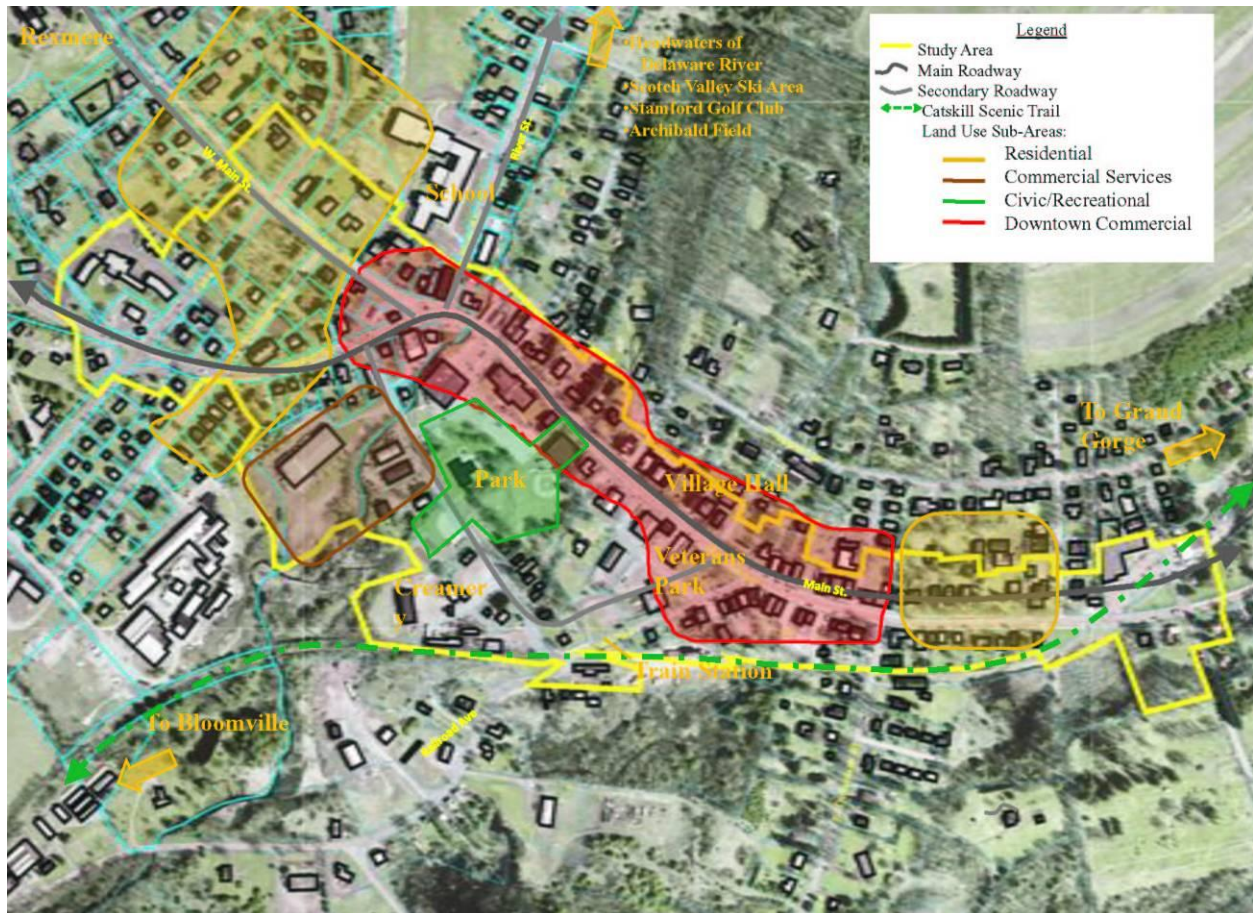 Rexmere
•Headwaters of
Delaware River
•Scotch Valley Ski Area
•Stamford Golf Club
•Archibald Field
Legend
Study Area
Main Roadway
Secondary Roadway
Catskill Scenic Trail
Land Use Sub-Areas:
Residential
Commercial Services
Civic/Recreational
Downtown Commercial
W. Main St.
River St.
School
To Grand
Gorge
Park
Village Hall
Veterans
Park
Main St.
Creamer
y
Train Station
To Bloomville
Railroad Ave